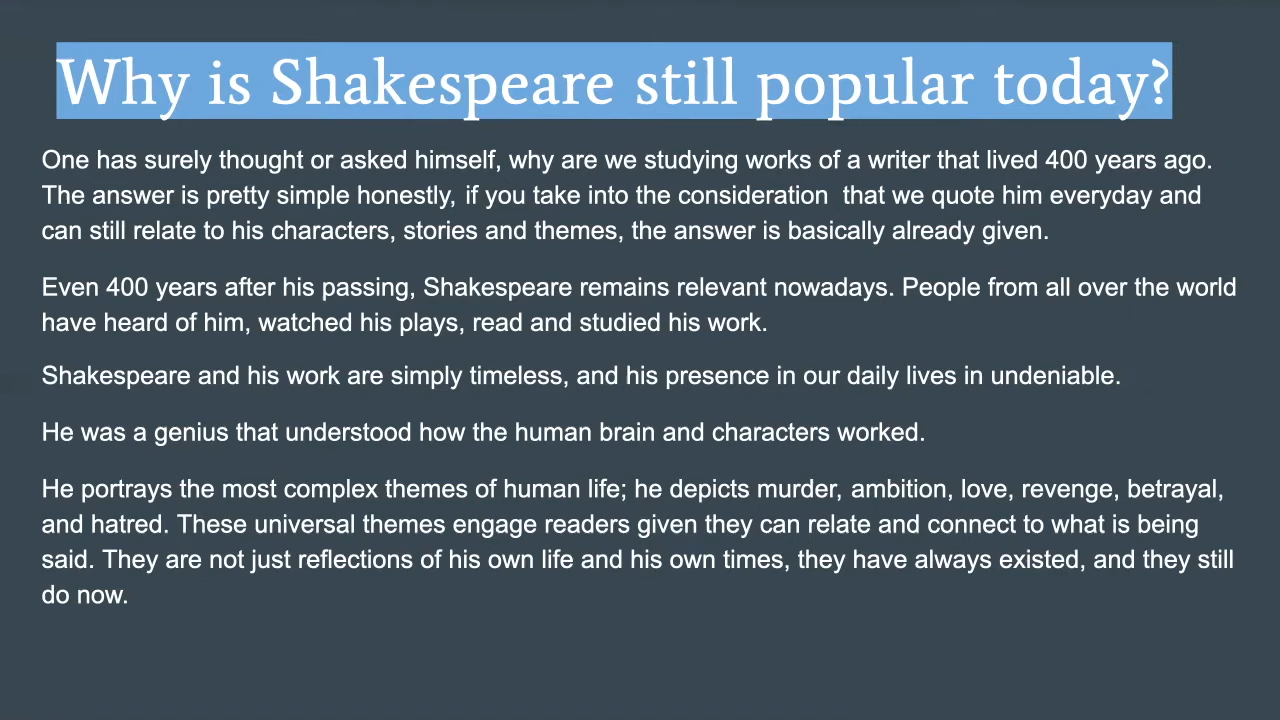 Why is Shakespeare still popular today?
One has surely thought or asked himself, why are we studying works of a writer that lived 400 years ago.
The answer is pretty simple honestly, if you take into the consideration  that we quote him everyday and
can still relate to his characters, stories and themes, the answer is basically already given.
Even 400 years after his passing, Shakespeare remains relevant nowadays. People from all over the world
have heard of him, watched his plays, read and studied his work.
Shakespeare and his work are simply timeless, and his presence in our daily lives in undeniable.
He was a genius that understood how the human brain and characters worked.
He portrays the most complex themes of human life; he depicts murder, ambition, love, revenge, betrayal,
and hatred. These universal themes engage readers given they can relate and connect to what is being
said. They are not just reflections of his own life and his own times, they have always existed, and they still
do now.